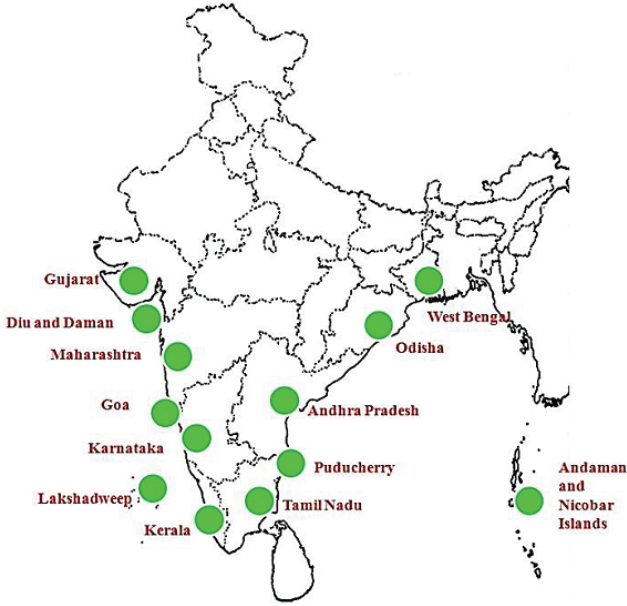 Gujarat
Diu and Daman
Maharashtra
Goa
Karnataka
Lakshadweep
Kerala
Tamil Nadu
Puducherry
Andhra Pradesh
Odisha
West Bengal
Andaman
and
Nicobar
Islands